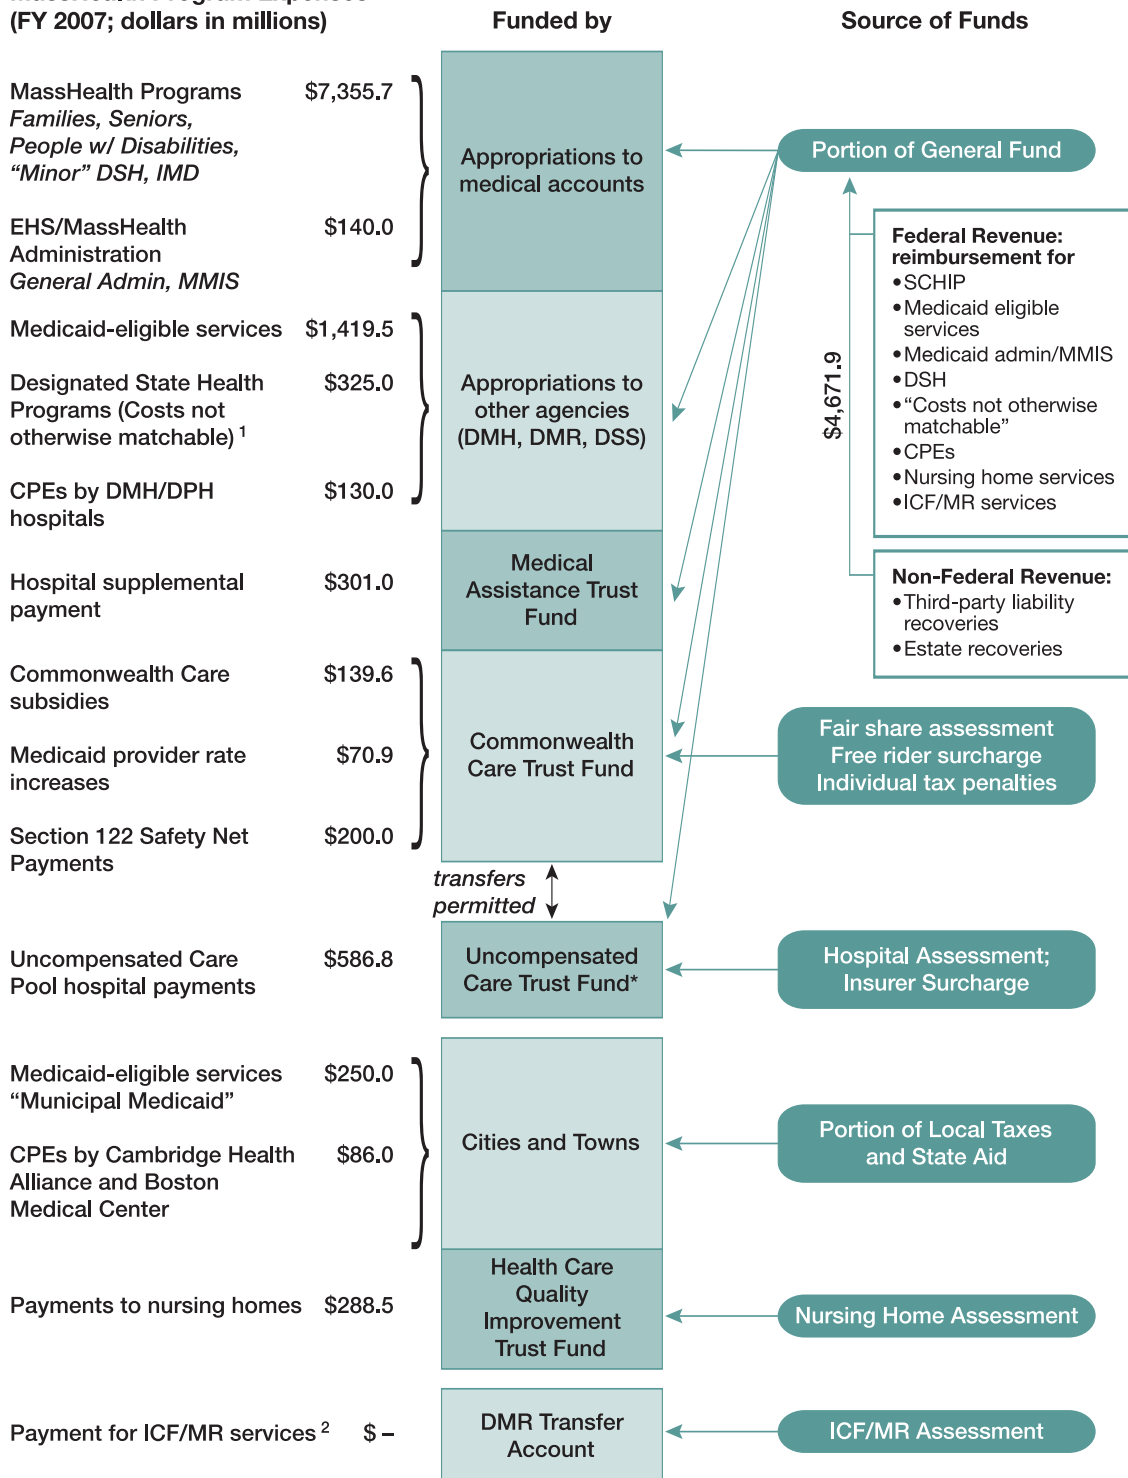 (FY 2007; dollars in millions)
Funded by
Source of Funds
MassHealth Programs $7,355.7
Families, Seniors,
People w/ Disabilities,
“Minor” DSH, IMD
EHS/MassHealth $140.0
Administration
General Admin, MMIS
Appropriations to
medical accounts
Portion of General Fund
$4,671.9
Federal Revenue:
reimbursement for
•SCHIP
•Medicaid eligible
services
•Medicaid admin/MMIS
•DSH
•“Costs not otherwise
matchable”
•CPEs
•Nursing home services
•ICF/MR services
Non-Federal Revenue:
•Third-party liability
recoveries
•Estate recoveries
Medicaid-eligible services $1,419.5
Designated State Health $325.0
Programs (Costs not
otherwise matchable) 1
CPEs by DMH/DPH $130.0
hospitals
Appropriations to
other agencies
(DMH, DMR, DSS)
Hospital supplemental $301.0
payment
Medical
Assistance Trust
Fund
Commonwealth Care $139.6
subsidies
Medicaid provider rate $70.9
increases
Section 122 Safety Net $200.0
Payments
Commonwealth
Care Trust Fund
Fair share assessment
Free rider surcharge
Individual tax penalties
transfers
permitted
Uncompensated Care $586.8
Pool hospital payments
Uncompensated
Care Trust Fund*
Hospital Assessment;
Insurer Surcharge
Medicaid-eligible services $250.0
“Municipal Medicaid”
CPEs by Cambridge Health $86.0
Alliance and Boston
Medical Center
Cities and Towns
Portion of Local Taxes
and State Aid
Payments to nursing homes $288.5
Health Care
Quality
Improvement
Trust Fund
Nursing Home Assessment
Payment for ICF/MR services 2 $ –
DMR Transfer
Account
ICF/MR Assessment